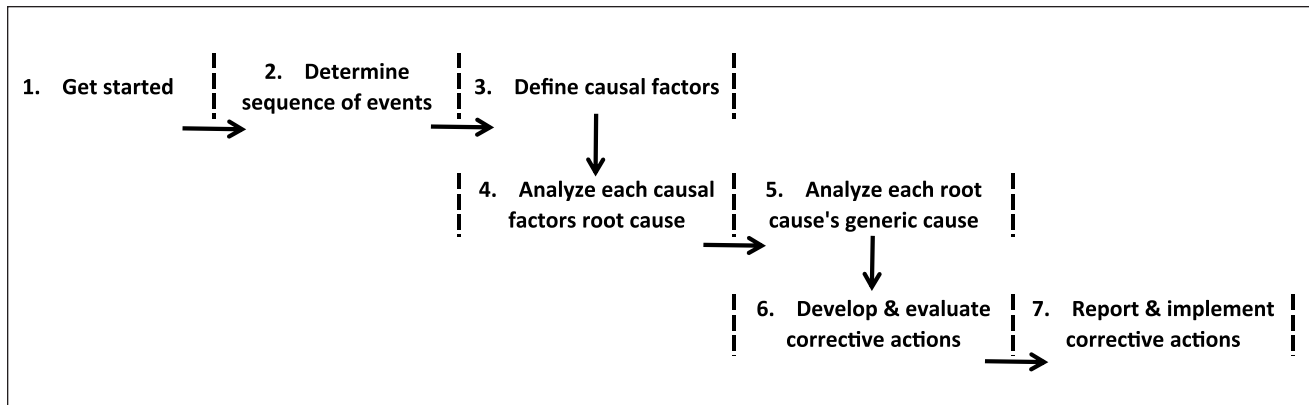 1. Get started
2. Determine
sequence of events
3. Define causal factors
4. Analyze each causal
factors root cause
5. Analyze each root
cause's generic cause
6. Develop & evaluate
corrective actions
7. Report & implement
corrective actions